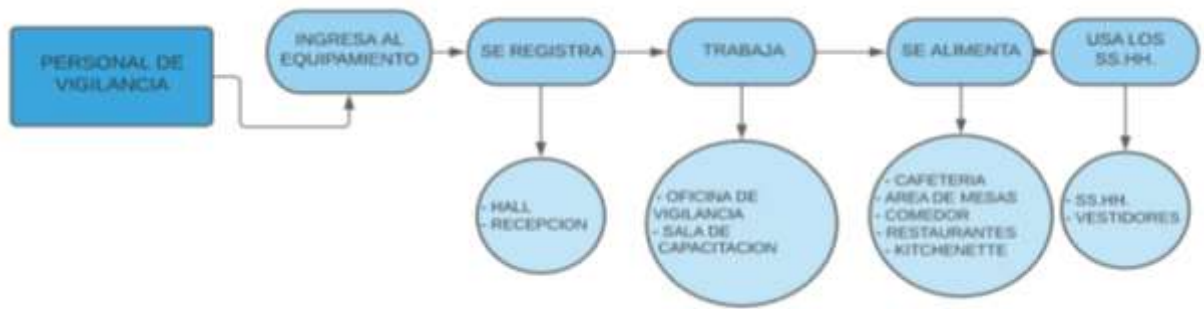 PERSONAL DE
VIGILANCIA
INGRESA AL
EQUIPAMIENTO
SE REGISTRA
TRABAJA
SE ALIMENTA
USA LOS
SS.HH.
- HALL
- RECEPCION
- OFICINA DE
VIGILANCIA
- SALA DE
CAPACITACION
- CAFETERIA
- AREA DE MESAS
- COMEDOR
- RESTAURANTES
- KITCHENETTE
- SS.HH.
- VESTIDORES